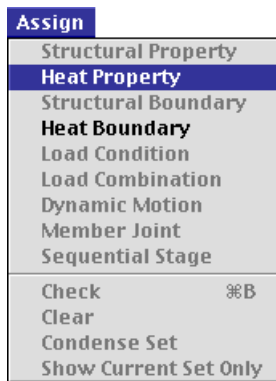 Assign
Structural Property
Heat Property
Structural Boundary
Heat Boundary
Load Condition
Load Combination
Dynamic Motion
Member Joint
Sequential Stage
Check ⌘B
Clear
Condense Set
Show Current Set Only